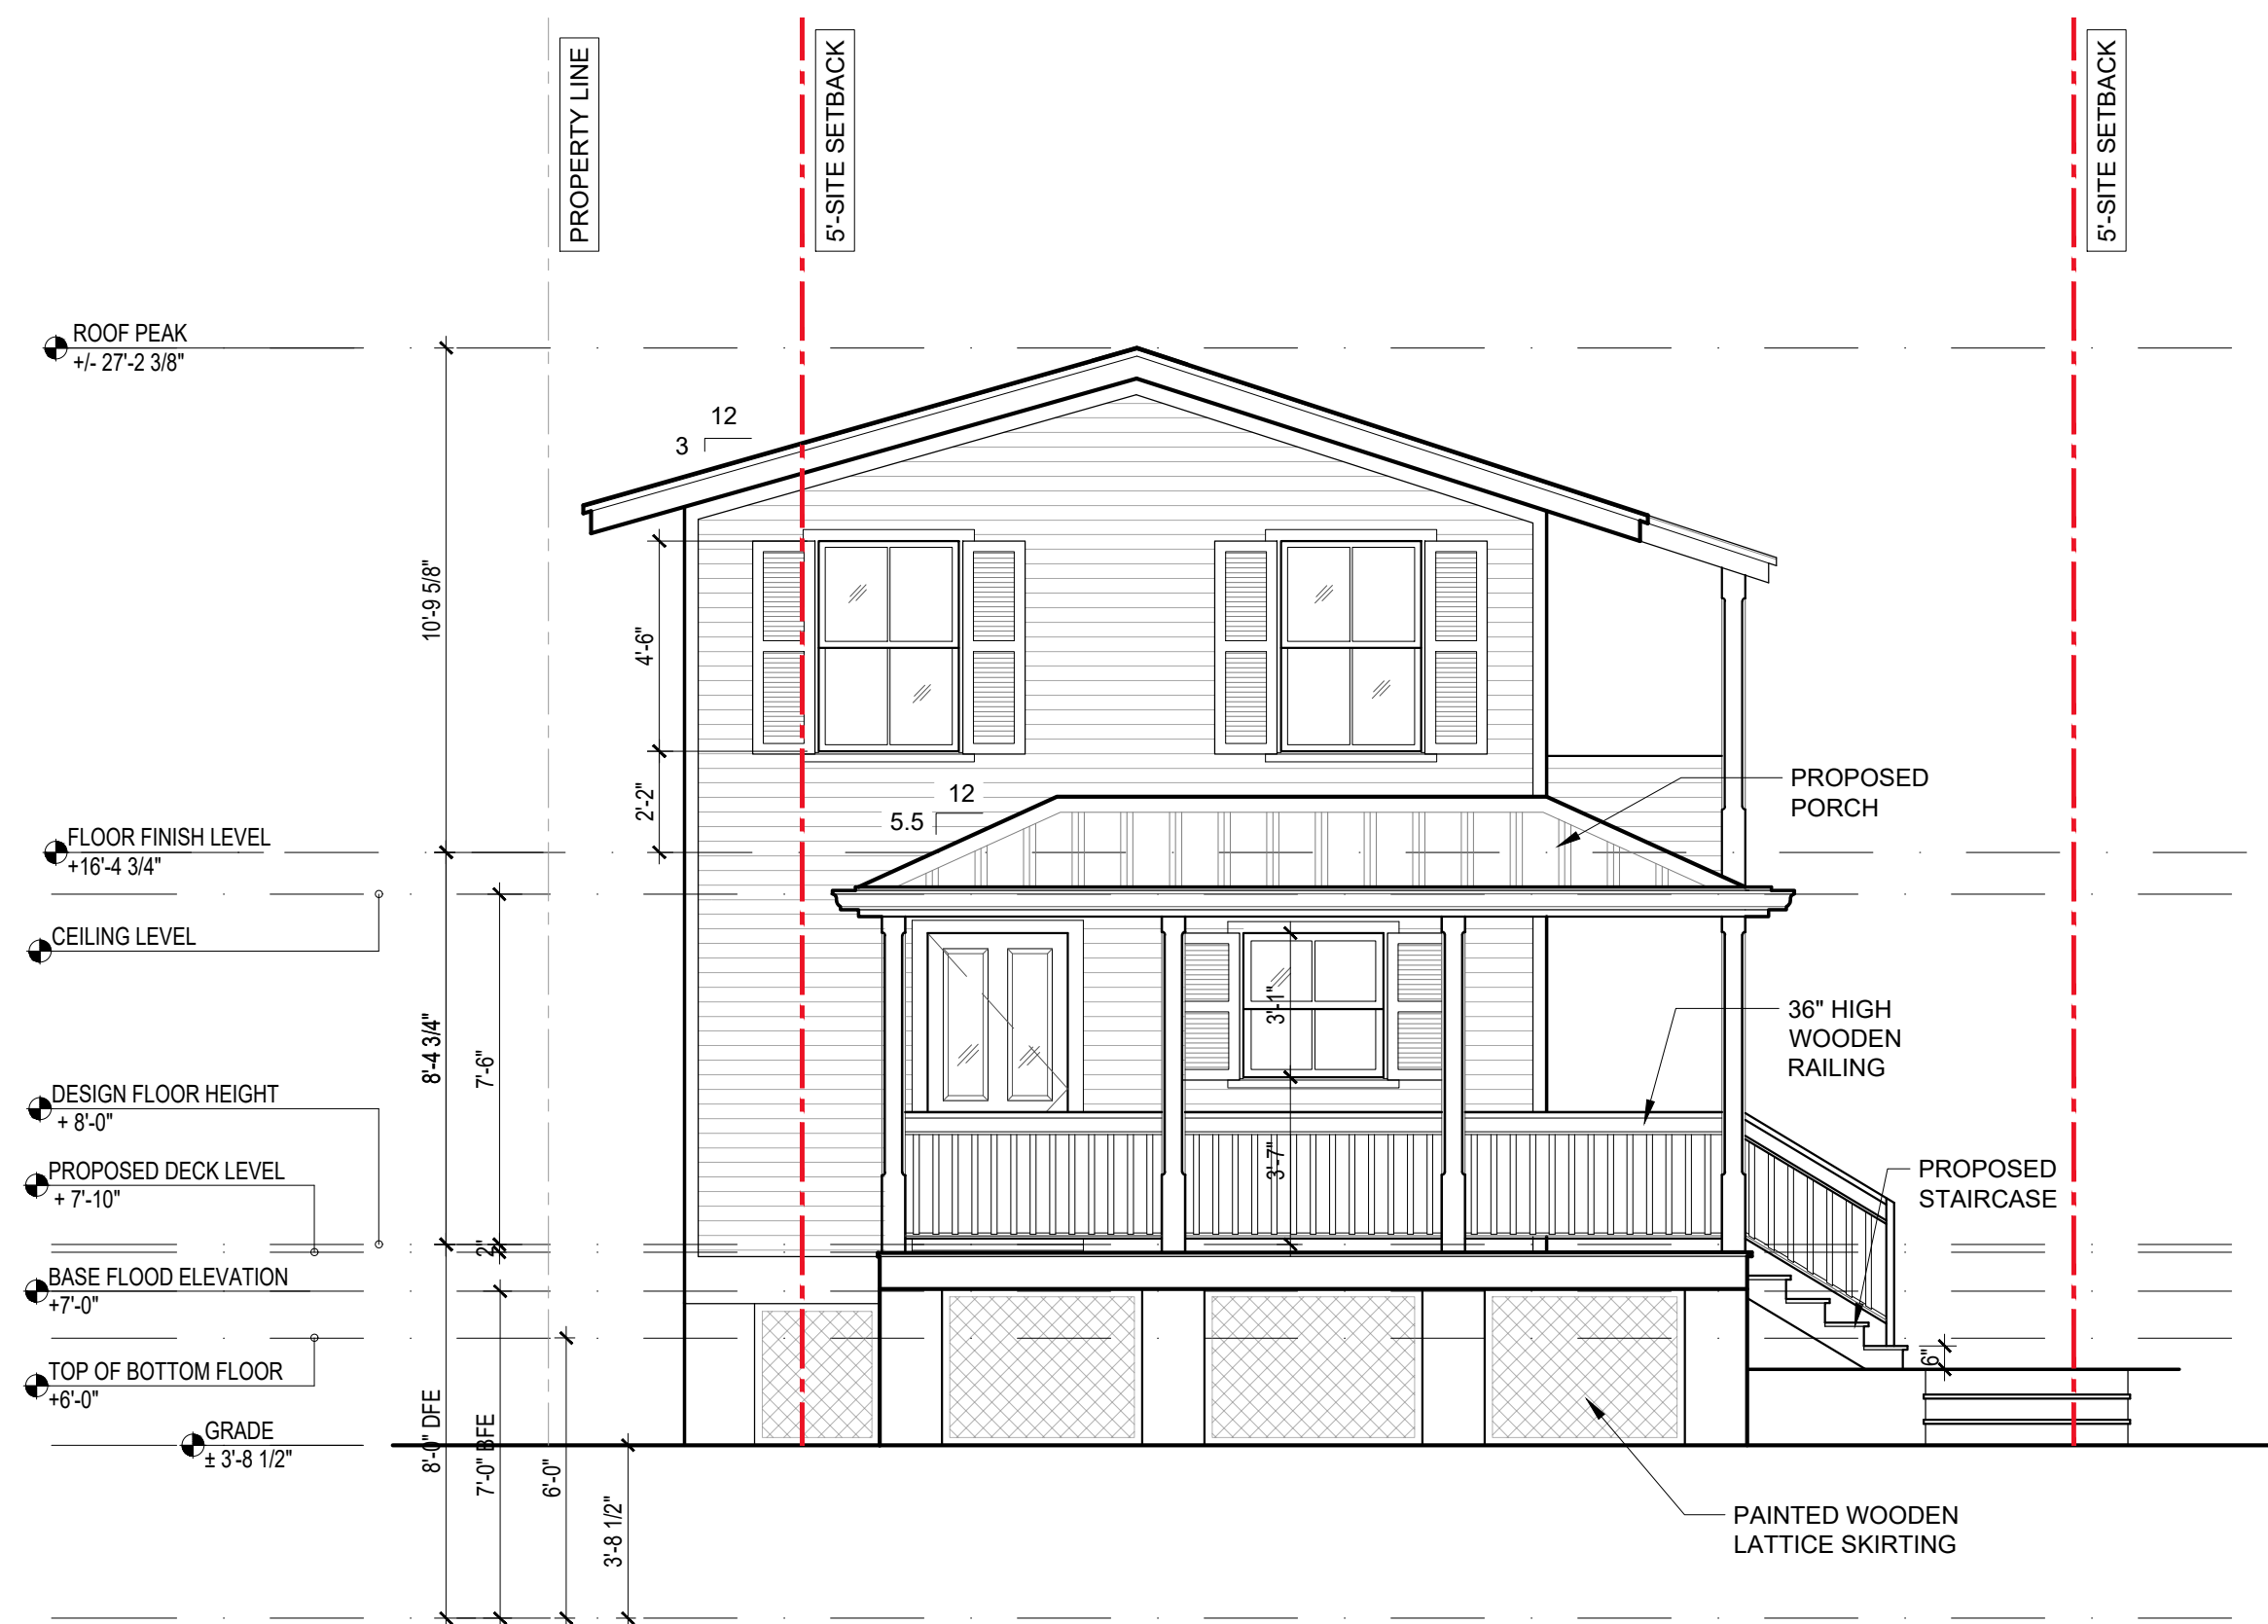 PROPERTY LINE
5'-SITE SETBACK
5'-SITE SETBACK
ROOF PEAK
+/- 27'-2 3/8"
12
3
10'-9 5/8"
4'-6"
2'-2"
12
5.5
PROPOSED
PORCH
FLOOR FINISH LEVEL
+16'-4 3/4"
CEILING LEVEL
8'-4 3/4"
7'-6"
3'-1"
36" HIGH
WOODEN
RAILING
DESIGN FLOOR HEIGHT
+ 8'-0"
3'-7"
PROPOSED DECK LEVEL
+ 7'-10"
PROPOSED
STAIRCASE
2"
BASE FLOOD ELEVATION
+7'-0"
6"
TOP OF BOTTOM FLOOR
+6'-0"
GRADE
± 3'-8 1/2"
8'-0" DFE
7'-0" BFE
6'-0"
3'-8 1/2"
PAINTED WOODEN
LATTICE SKIRTING